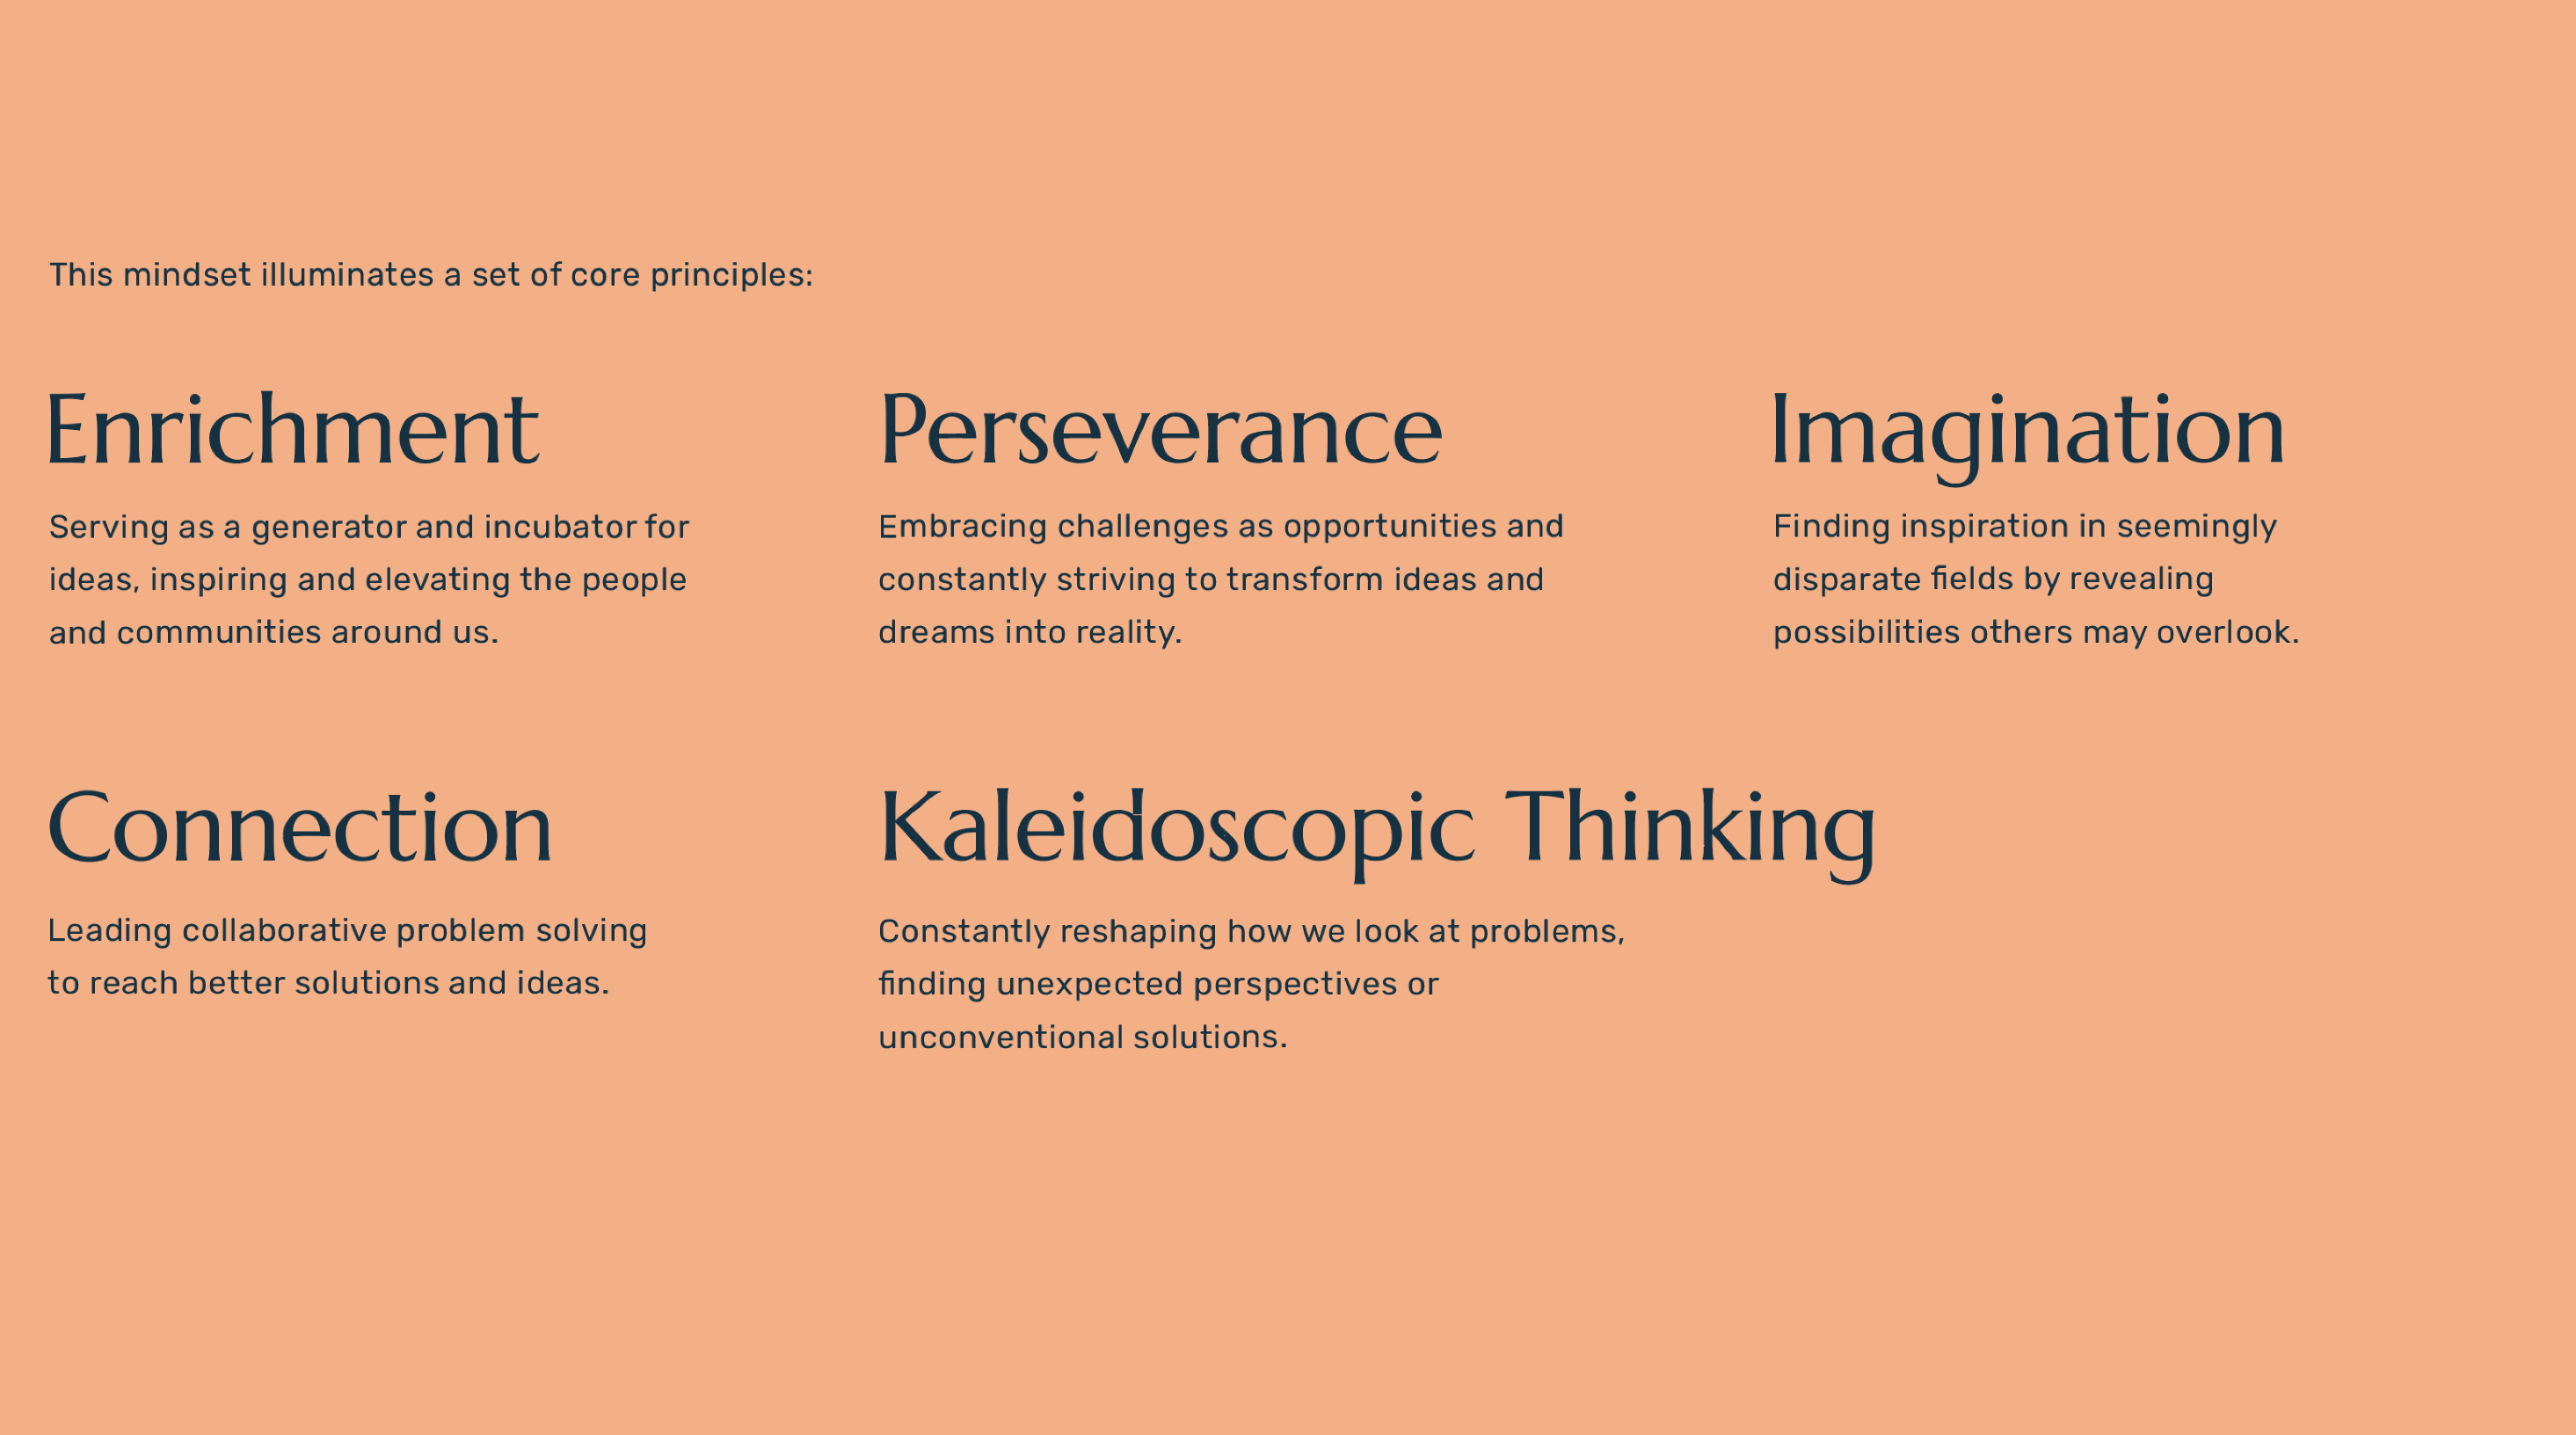 This mindset illuminates a set of core principles:
Enrichment
Serving as a generator and incubator for
ideas, inspiring and elevating the people
and communities around us.
Perseverance
Embracing challenges as opportunities and
constantly striving to transform ideas and
dreams into reality.
Imagination
Finding inspiration in seemingly
disparate fields by revealing
possibilities others may overlook.
Connection
Leading collaborative problem solving
to reach better solutions and ideas.
Kaleidoscopic Thinking
Constantly reshaping how we look at problems,
finding unexpected perspectives or
unconventional solutions.